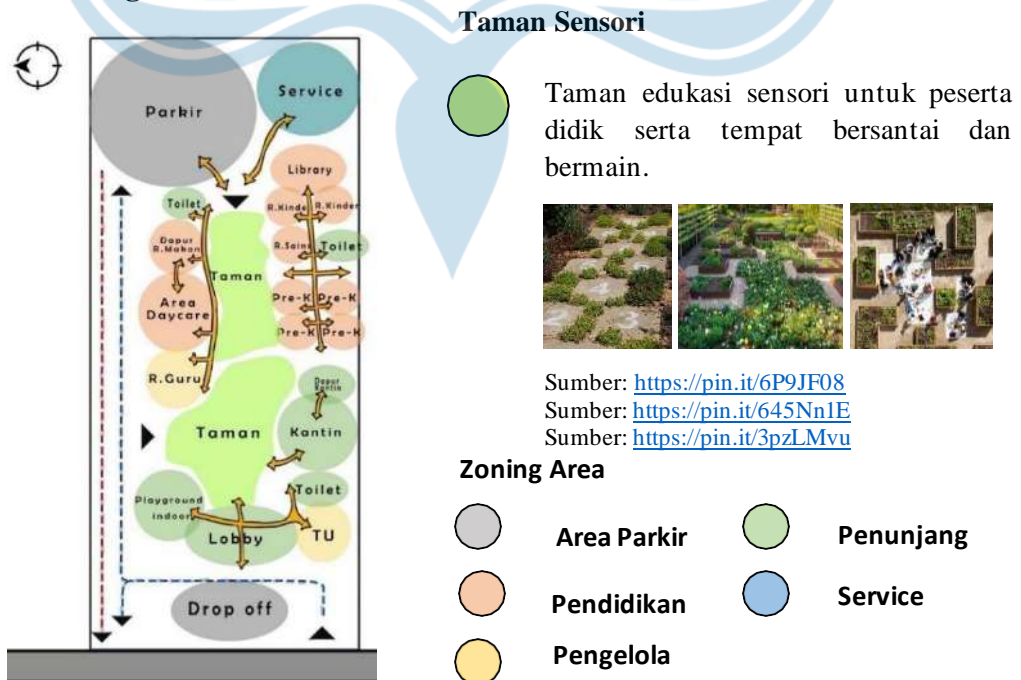 Taman Sensori
Taman edukasi sensori untuk peserta
didik serta tempat bersantai dan
bermain.
Sumber: https://pin.it/6P9JF08
Sumber: https://pin.it/645Nn1E
Sumber: https://pin.it/3pzLMvu
Zoning Area
Area Parkir
Penunjang
Pendidikan
Service
Pengelola
Parkir
Service
Library
Toilet
R.Kinder
R.Kinder
Dapur
R.Makan
R.Sains
Toilet
Taman
Area
Daycare
Pre-K
Pre-K
Pre-K
Pre-K
R.Guru
Dapur
Kantin
Taman
Kantin
Playground
indoor
Toilet
Lobby
TU
Drop off